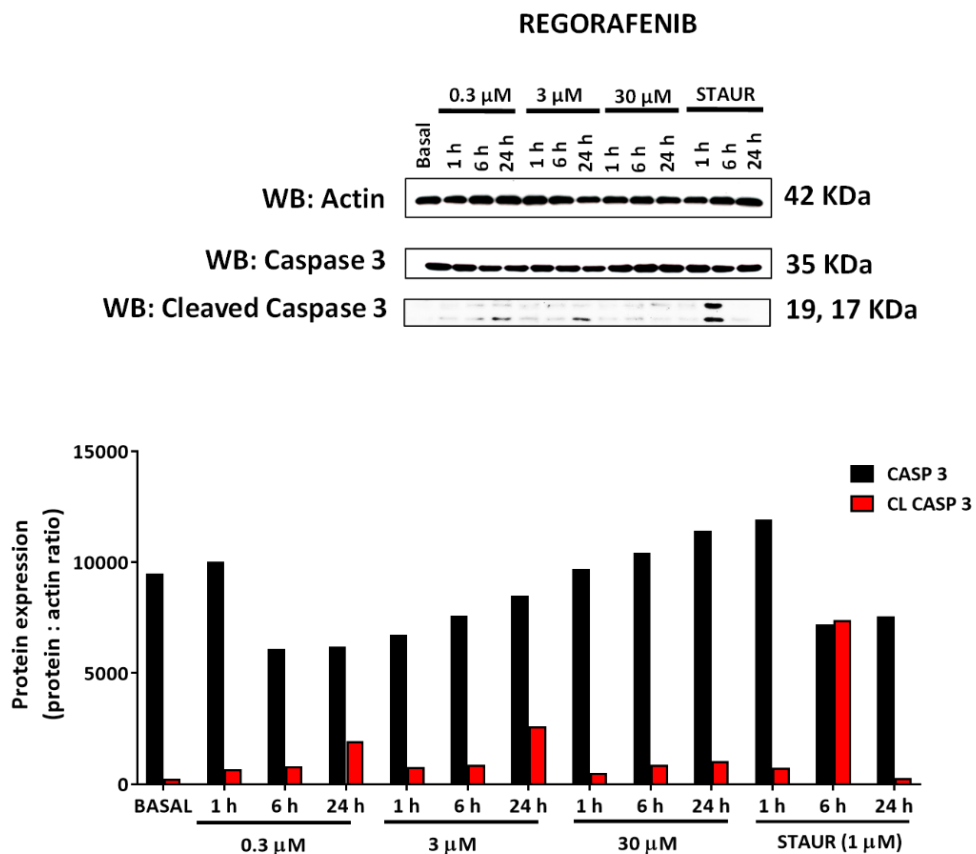 REGORAFENIB
0.3 μM 3 μM 30 μM STAUR
Basal 1 h 6 h 24 h 1 h 6 h 24 h 1 h 6 h 24 h 1 h 6 h 24 h
WB: Actin 42 KDa
WB: Caspase 3 35 KDa
WB: Cleaved Caspase 3 19, 17 KDa
Protein expression
(protein : actin ratio)
15000
10000
5000
0
CASP 3
CL CASP 3
BASAL 1 h 6 h 24 h 1 h 6 h 24 h 1 h 6 h 24 h 1 h 6 h 24 h
0.3 μM 3 μM 30 μM STAUR (1 μM)